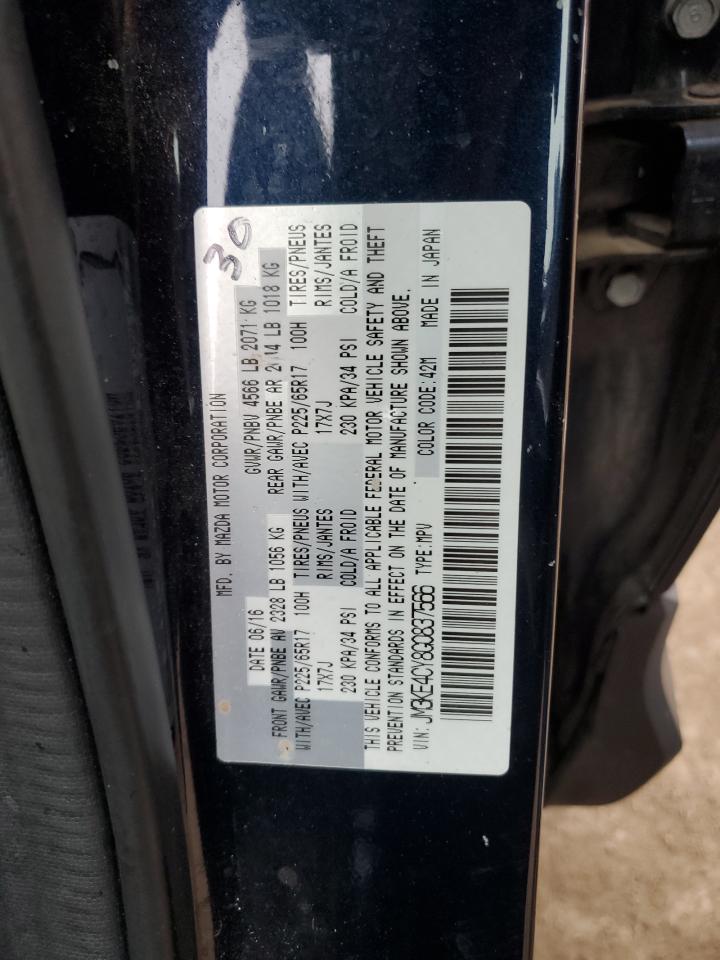 30
MFD. BY MAZDA MOTOR CORPORATION
DATE 06/16 GVWR/PNBV 4566 LB 2071 KG
FRONT GAWR/PNBE AV 2328 LB 1056 KG REAR GAWR/PNBE AR LB 1018 KG
WITH/AVEC P225/65R17 100H TIRES/PNEUS WITH/AVEC P225/65R17 100H TIRES/PNEUS
17X7J RIMS/JANTES 17X7J RIMS/JANTES
230 KPA/34 PSI COLD/A FROID 230 KPA/34 PSI COLD/A FROID
THIS VEHICLE CONFORMS TO ALL APPLICABLE FEDERAL MOTOR VEHICLE SAFETY AND THEFT
PREVENTION STANDARDS IN EFFECT ON THE DATE OF MANUFACTURE SHOWN ABOVE.
VIN: JM3KE4CY8G0837566 TYPE:MPV COLOR CODE:42M MADE IN JAPAN